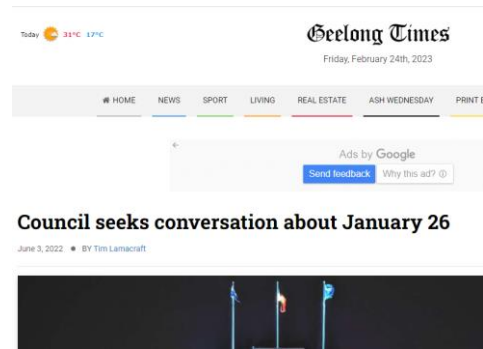 Today 31°C 17°C
Geelong Times
Friday, February 24th, 2023
HOME NEWS SPORT LIVING REAL ESTATE ASH WEDNESDAY PRINT E
Ads by Google
Send feedback Why this ad?
Council seeks conversation about January 26
June 3, 2022 • BY Tim Lamacraft